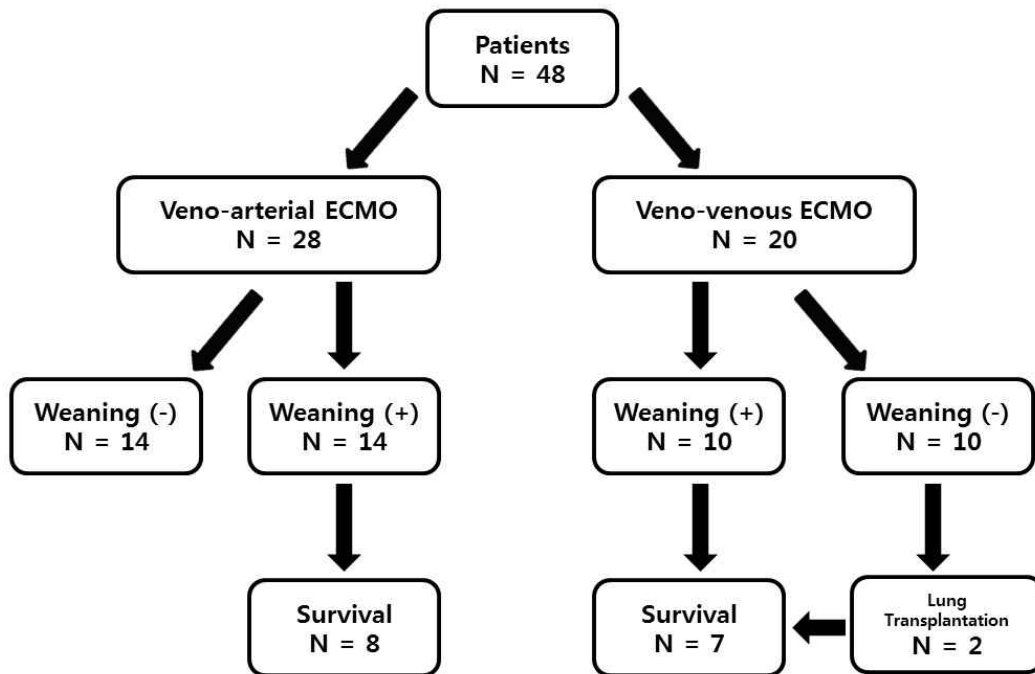 Patients
N = 48
Veno-arterial ECMO
N = 28
Veno-venous ECMO
N = 20
Weaning (-)
N = 14
Weaning (+)
N = 14
Weaning (+)
N = 10
Weaning (-)
N = 10
Survival
N = 8
Survival
N = 7
Lung
Transplantation
N = 2